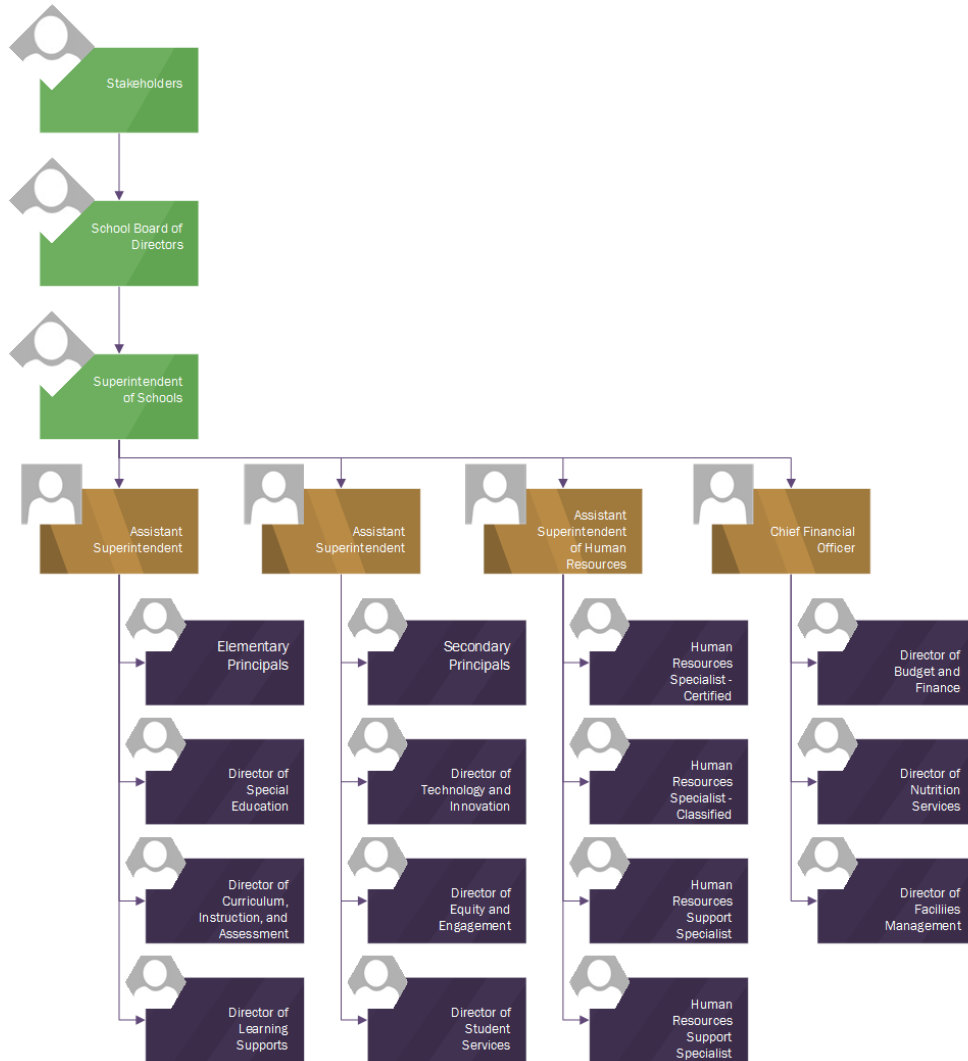 Stakeholders
School Board of
Directors
Superintendent
of Schools
Assistant
Superintendent
Assistant
Superintendent
Assistant
Superintendent
of Human
Resources
Chief Financial
Officer
Elementary
Principals
Secondary
Principals
Human
Resources
Specialist -
Certified
Director of
Budget and
Finance
Director of
Special
Education
Director of
Technology and
Innovation
Human
Resources
Specialist -
Classified
Director of
Nutrition
Services
Director of
Curriculum,
Instruction, and
Assessment
Director of
Equity and
Engagement
Human
Resources
Support
Specialist
Director of
Faciliies
Management
Director of
Learning
Supports
Director of
Student
Services
Human
Resources
Support
Specialist